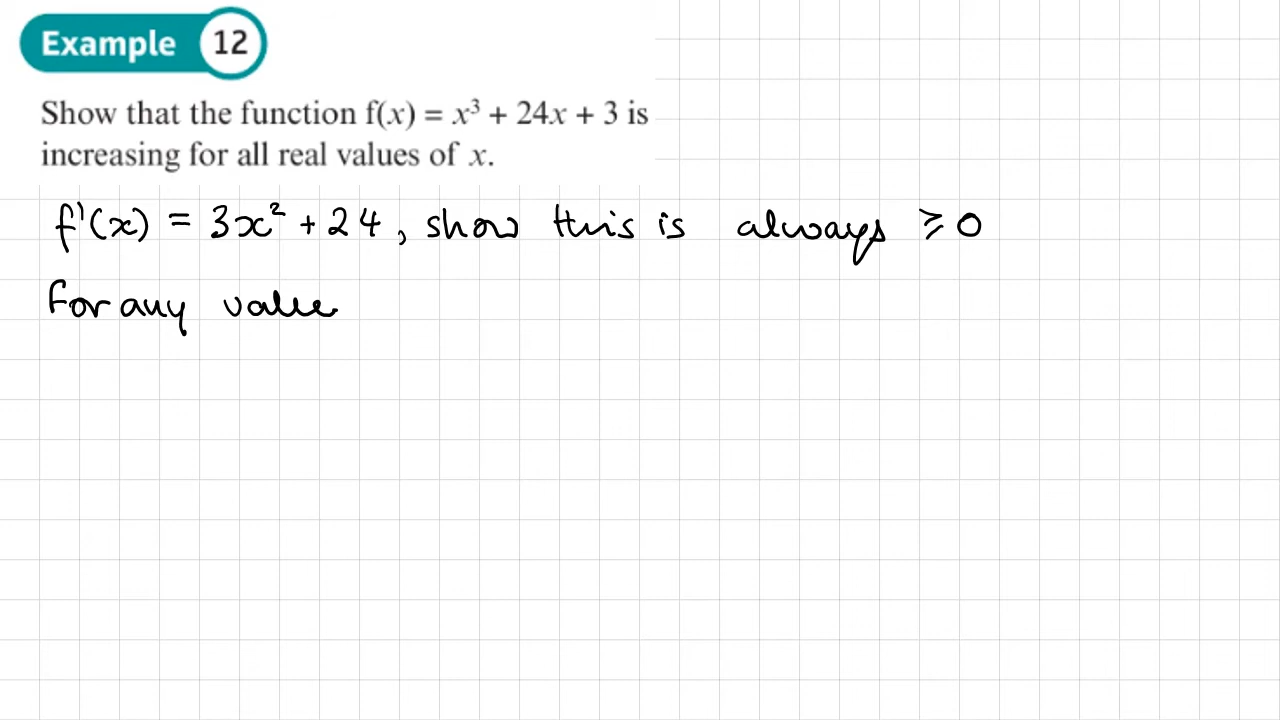 Example 12
Show that the function f(x) = x³ + 24x + 3 is
increasing for all real values of x.
f'(x) = 3x² + 24, show this is always ⩾ 0
For any value